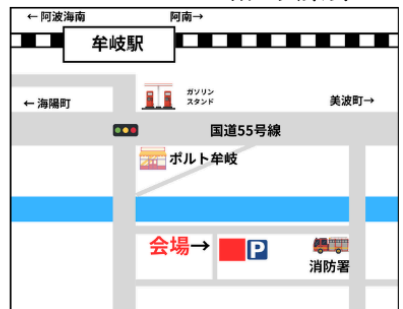 ←阿波海南 阿南→
牟岐駅
ガソリン
スタンド
←海陽町 美波町→
国道55号線
ポルト牟岐
会場→ P
消防署